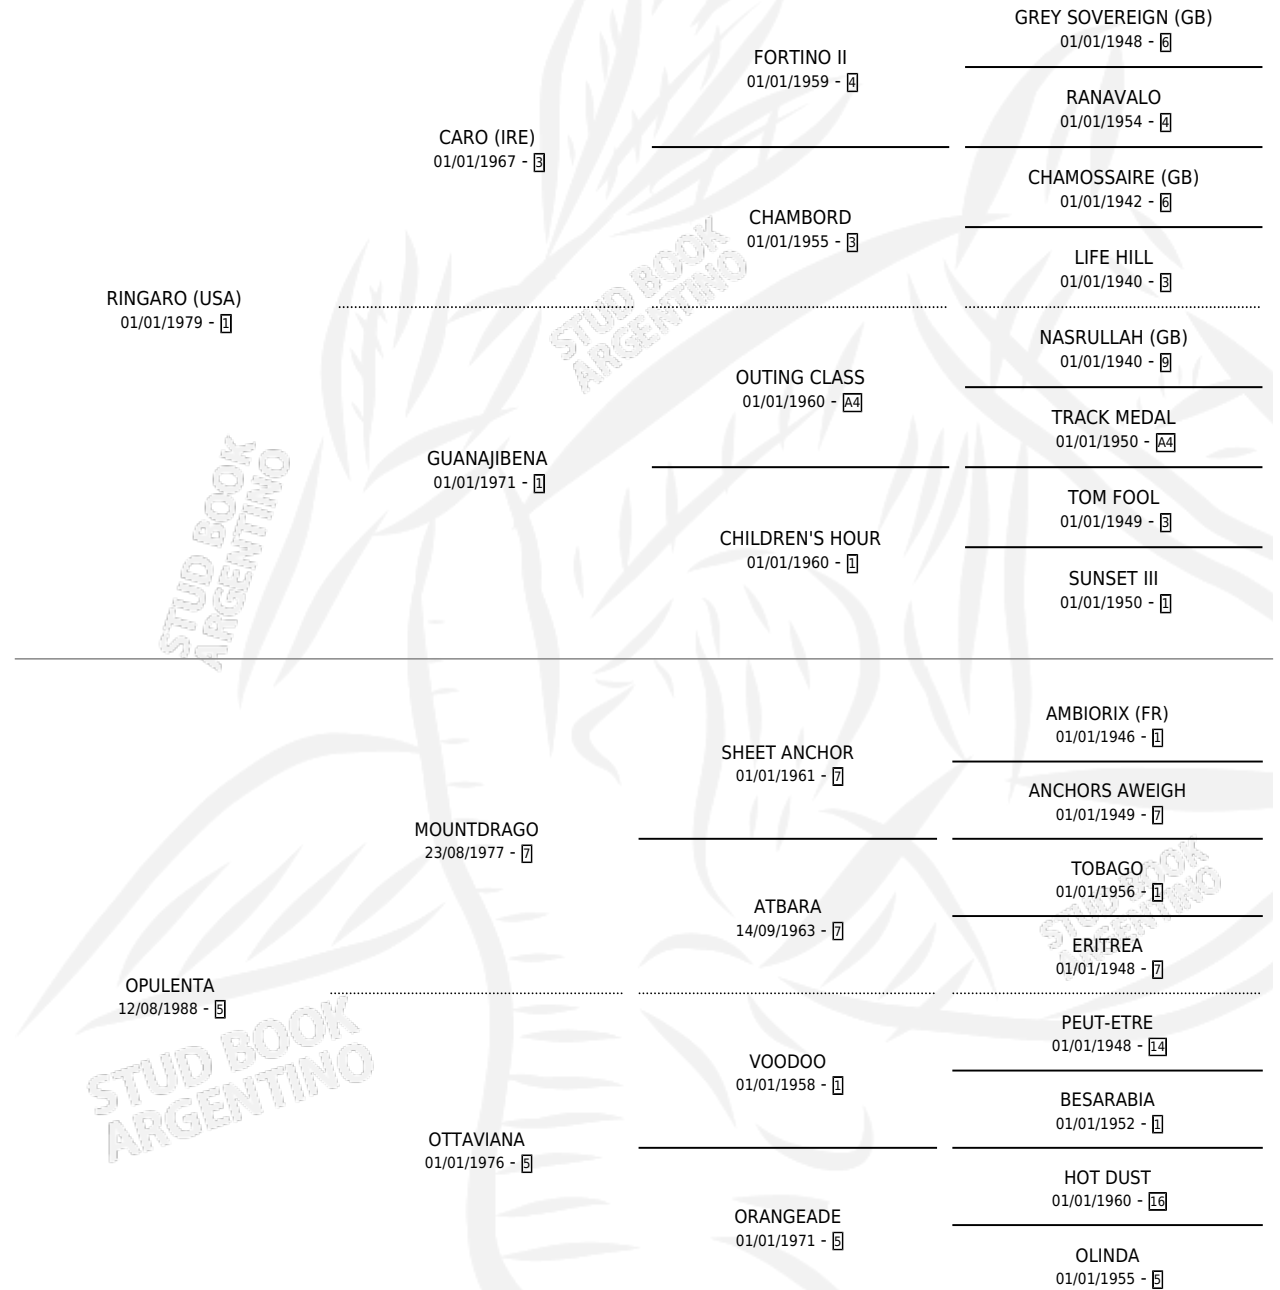 GREY SOVEREIGN (GB)
01/01/1948 - 6
FORTINO II
01/01/1959 - 4
RANAVALO
01/01/1954 - 4
CARO (IRE)
01/01/1967 - 3
CHAMOSSAIRE (GB)
01/01/1942 - 6
CHAMBORD
01/01/1955 - 3
LIFE HILL
01/01/1940 - 3
RINGARO (USA)
01/01/1979 - 1
NASRULLAH (GB)
01/01/1940 - 9
OUTING CLASS
01/01/1960 - A4
TRACK MEDAL
01/01/1950 - A4
GUANAJIBENA
01/01/1971 - 1
TOM FOOL
01/01/1949 - 3
CHILDREN'S HOUR
01/01/1960 - 1
SUNSET III
01/01/1950 - 1
AMBIORIX (FR)
01/01/1946 - 1
SHEET ANCHOR
01/01/1961 - 7
ANCHORS AWEIGH
01/01/1949 - 7
MOUNTDRAGO
23/08/1977 - 7
TOBAGO
01/01/1956 - 1
ATBARA
14/09/1963 - 7
ERITREA
01/01/1948 - 7
OPULENTA
12/08/1988 - 5
PEUT-ETRE
01/01/1948 - 14
VOODOO
01/01/1958 - 1
BESARABIA
01/01/1952 - 1
OTTAVIANA
01/01/1976 - 5
HOT DUST
01/01/1960 - 16
ORANGEADE
01/01/1971 - 5
OLINDA
01/01/1955 - 5
STUD BOOK
ARGENTINO
STUD BOOK
ARGENTINO
STUD BOOK
ARGENTINO
STUD BOOK
ARGENTINO